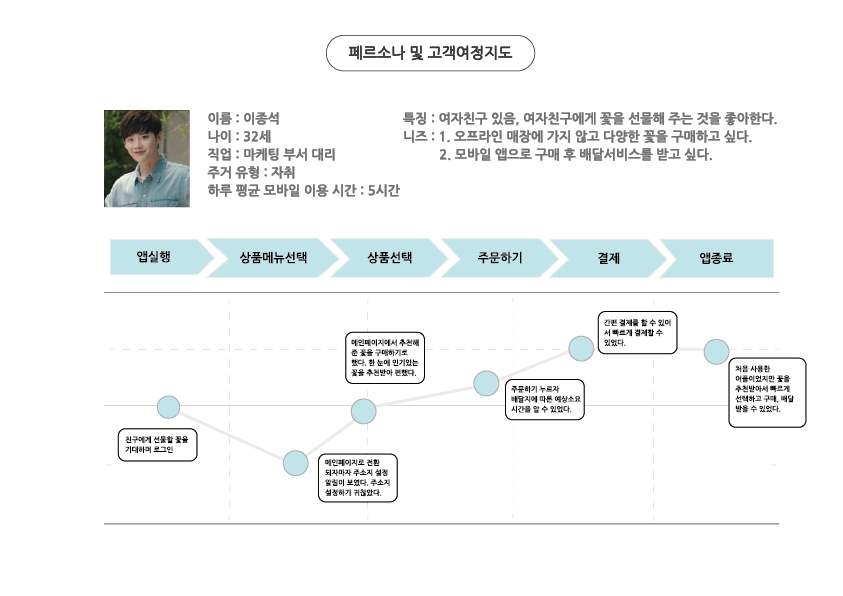 페르소나 및 고객여정지도
이름 : 이종석
나이 : 32세
직업 : 마케팅 부서 대리
주거 유형 : 자취
하루 평균 모바일 이용 시간 : 5시간
특징 : 여자친구 있음, 여자친구에게 꽃을 선물해 주는 것을 좋아한다.
니즈 : 1. 오프라인 매장에 가지 않고 다양한 꽃을 구매하고 싶다.
2. 모바일 앱으로 구매 후 배달서비스를 받고 싶다.
앱실행
상품메뉴선택
상품선택
주문하기
결제
앱종료
친구에게 선물할 꽃을
기대하며 로그인
메인페이지로 전환
되자마자 주소지 설정
알림이 보였다. 주소지
설정하기 귀찮았다.
메인페이지에서 추천해
준 꽃을 구매하기로
했다. 한 눈에 인기있는
꽃을 추천받아 편했다.
주문하기 누르자
배달지에 따른 예상소요
시간을 알 수 있었다.
간편 결제를 할 수 있어
서 빠르게 결제할 수
있었다.
처음 사용한
어플이었지만 꽃을
추천받아서 빠르게
선택하고 구매, 배달
받을 수 있었다.